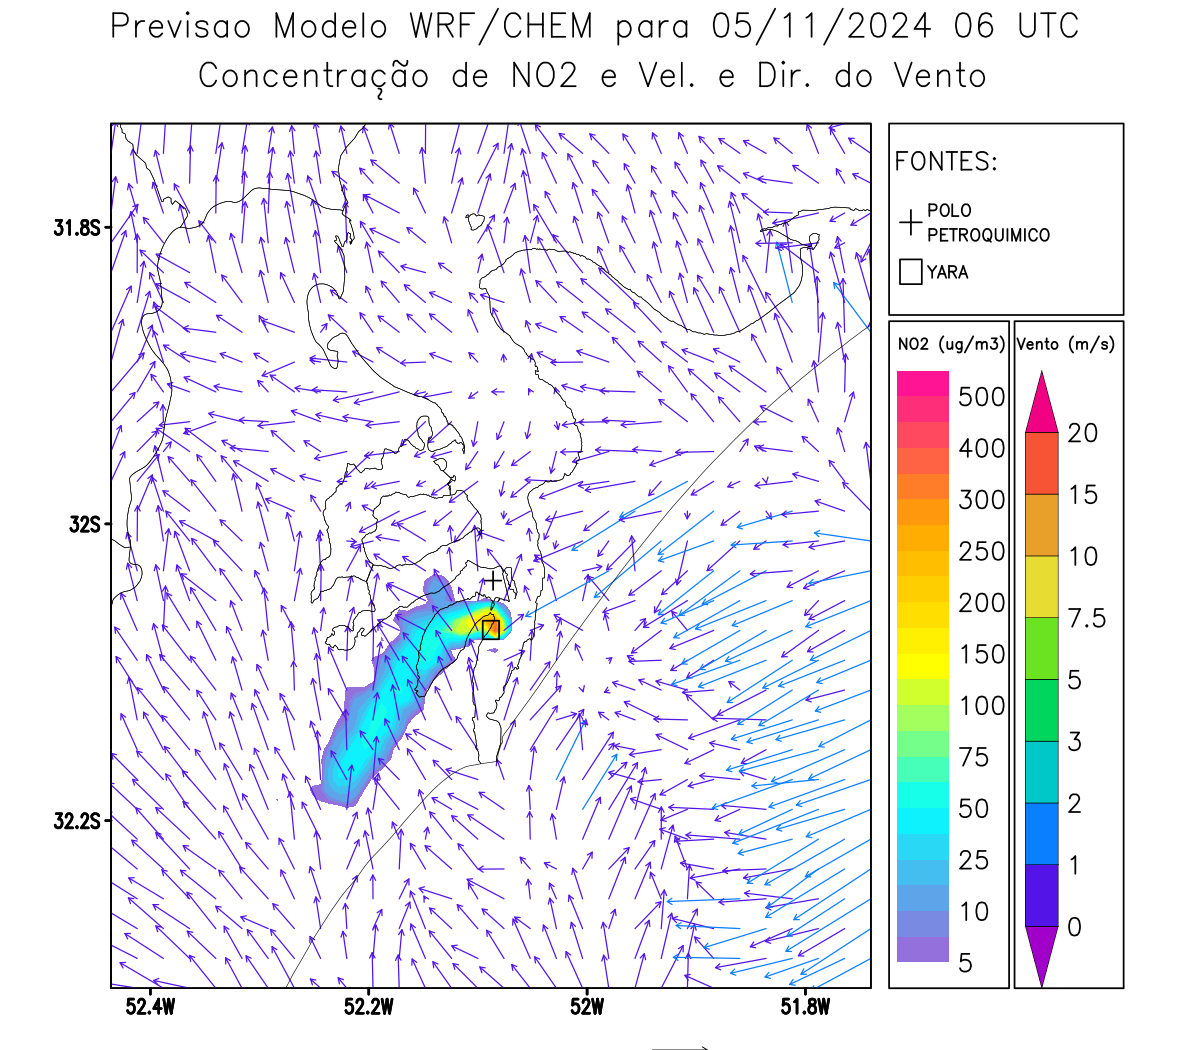 Previsao Modelo WRF/CHEM para 05/11/2024 06 UTC
Concentração de NO2 e Vel. e Dir. do Vento
FONTES:
POLO
PETROQUIMICO
YARA
31.8S
32S
32.2S
52.4W
52.2W
52W
51.8W
NO2 (ug/m3)
500
400
300
250
200
150
100
75
50
25
10
5
Vento (m/s)
20
15
10
7.5
5
3
2
1
0